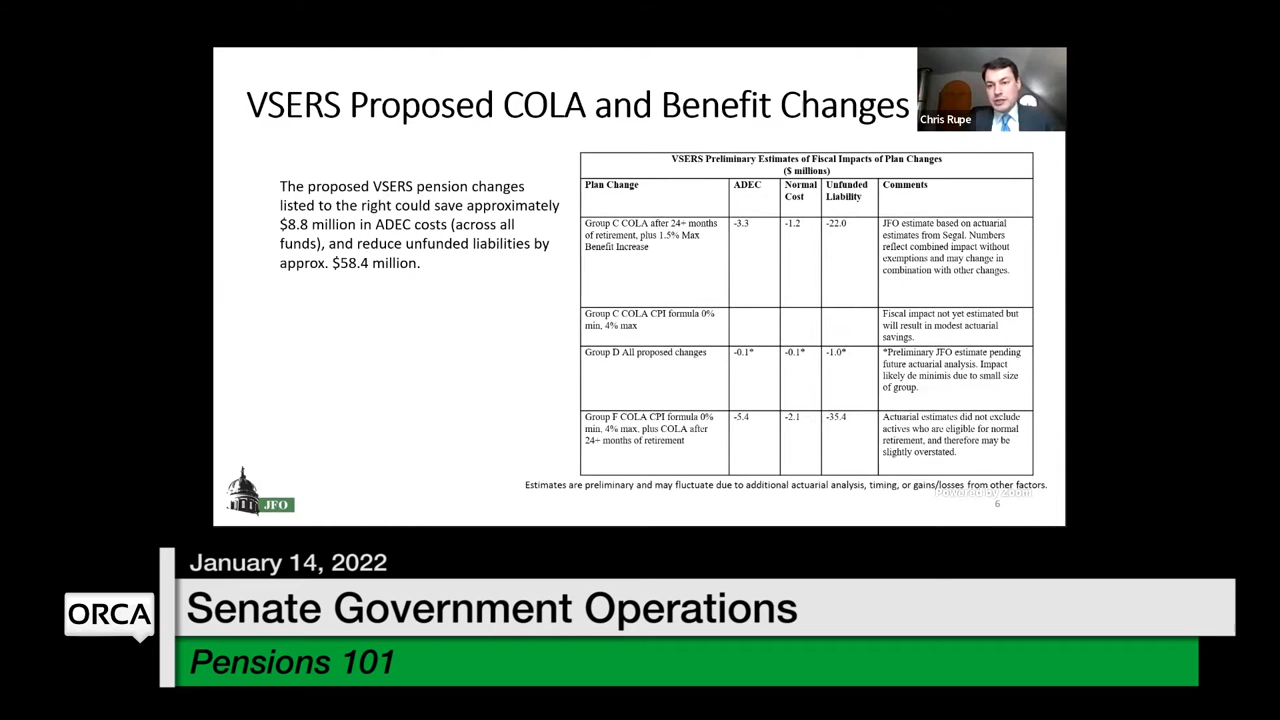 VSERS Proposed COLA and Benefit Changes
Chris Rupe
The proposed VSERS pension changes
listed to the right could save approximately
$8.8 million in ADEC costs (across all
funds), and reduce unfunded liabilities by
approx. $58.4 million.
VSERS Preliminary Estimates of Fiscal Impacts of Plan Changes
($ millions)
Plan Change ADEC Normal Cost Unfunded Liability Comments
Group C COLA after 24+ months
of retirement, plus 1.5% Max
Benefit Increase
-3.3
-1.2
-22.0
JFO estimate based on actuarial
estimates from Segal. Numbers
reflect combined impact without
exemptions and may change in
combination with other changes.
Group C COLA CPI formula 0%
min, 4% max
Fiscal impact not yet estimated but
will result in modest actuarial
savings.
Group D All proposed changes
-0.1*
-0.1*
-1.0*
*Preliminary JFO estimate pending
future actuarial analysis. Impact
likely de minimis due to small size
of group.
Group F COLA CPI formula 0%
min, 4% max, plus COLA after
24+ months of retirement
-5.4
-2.1
-35.4
Actuarial estimates did not exclude
actives who are eligible for normal
retirement, and therefore may be
slightly overstated.
Estimates are preliminary and may fluctuate due to additional actuarial analysis, timing, or gains/losses from other factors.
Powered by Zoom
6
JFO
January 14, 2022
ORCA
Senate Government Operations
Pensions 101